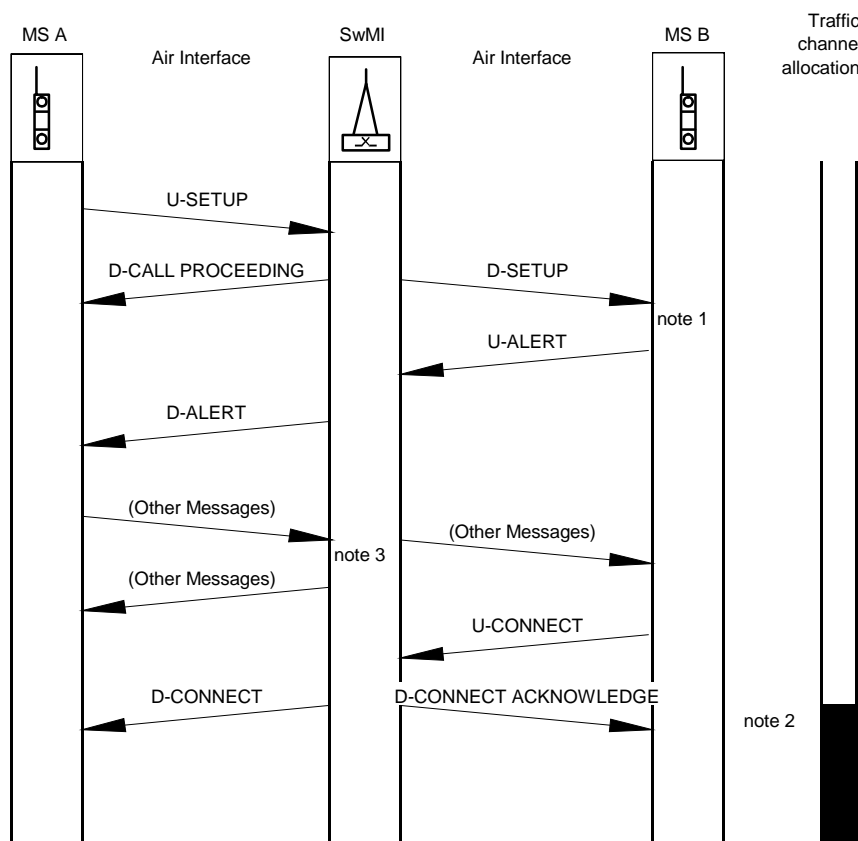 MS A
Air Interface
SwMI
Air Interface
MS B
Traffic
channe
allocation
U-SETUP
D-CALL PROCEEDING
D-SETUP
note 1
U-ALERT
D-ALERT
(Other Messages)
(Other Messages)
note 3
(Other Messages)
U-CONNECT
D-CONNECT
D-CONNECT ACKNOWLEDGE
note 2